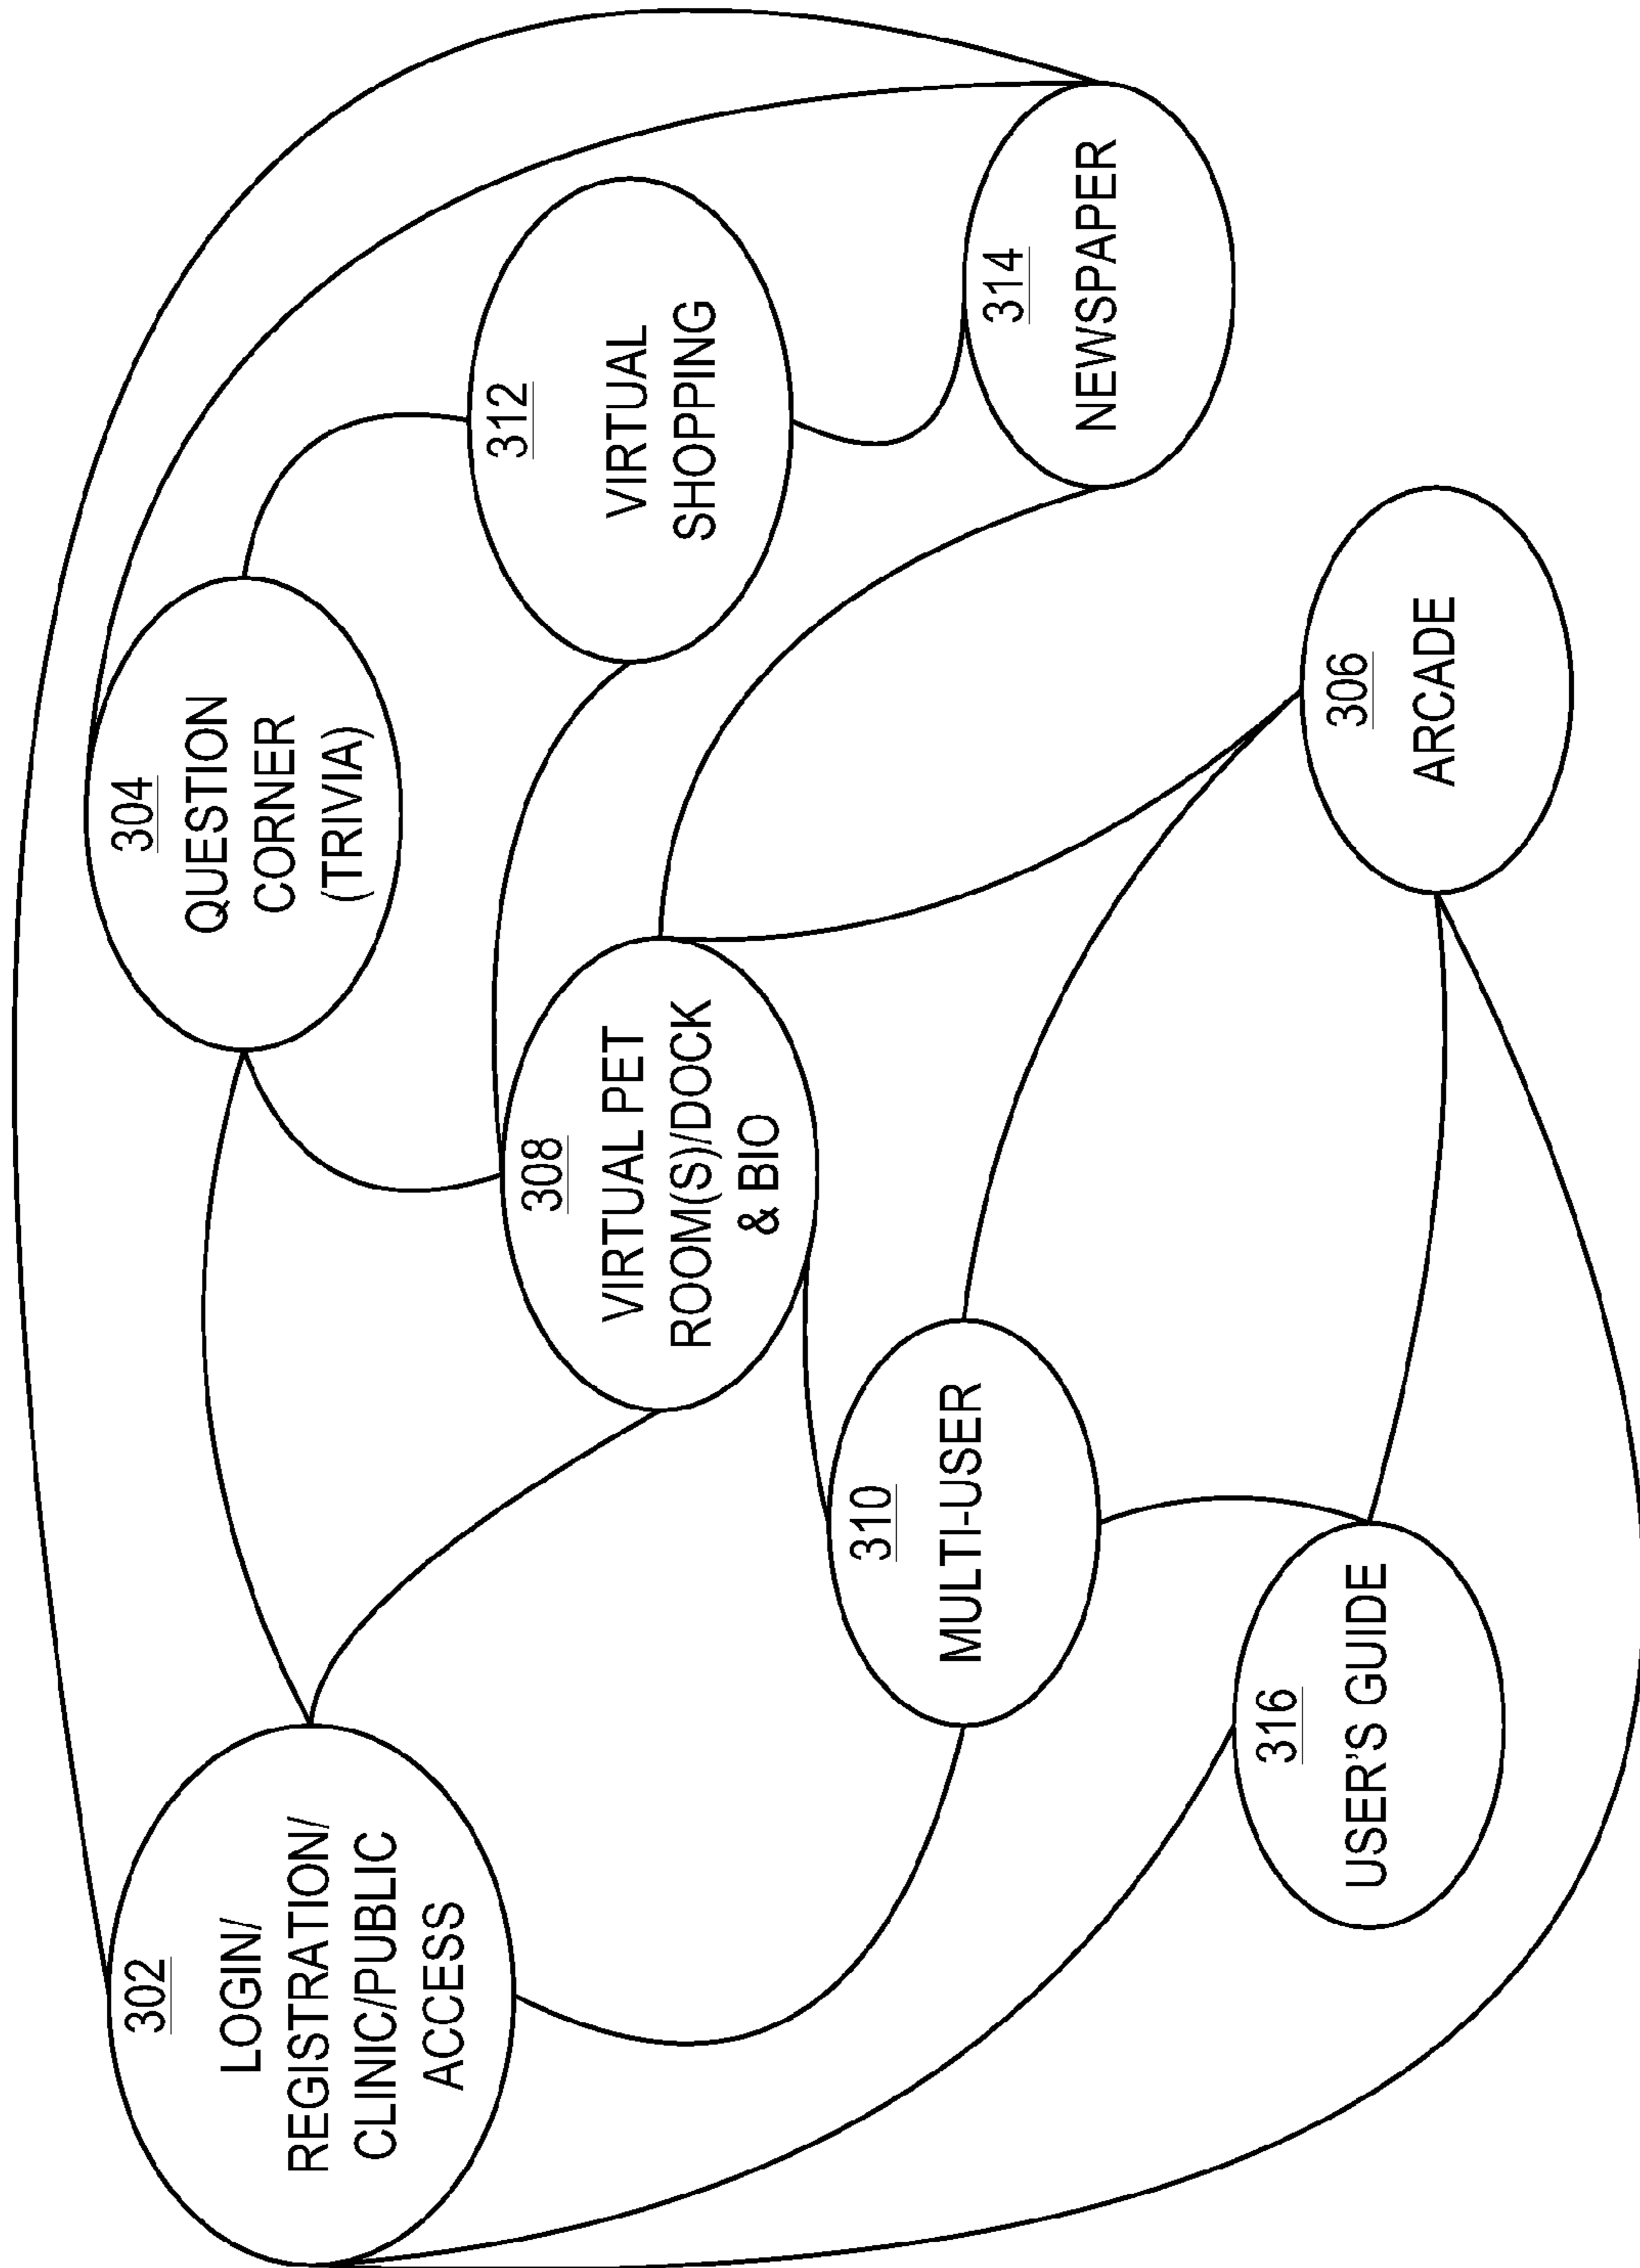 302
LOGIN/
REGISTRATION/
CLINIC/PUBLIC
ACCESS
304
QUESTION
CORNER
(TRIVIA)
308
VIRTUAL PET
ROOM(S)/DOCK
& BIO
312
VIRTUAL
SHOPPING
310
MULTI-USER
314
NEWSPAPER
316
USER'S GUIDE
306
ARCADE